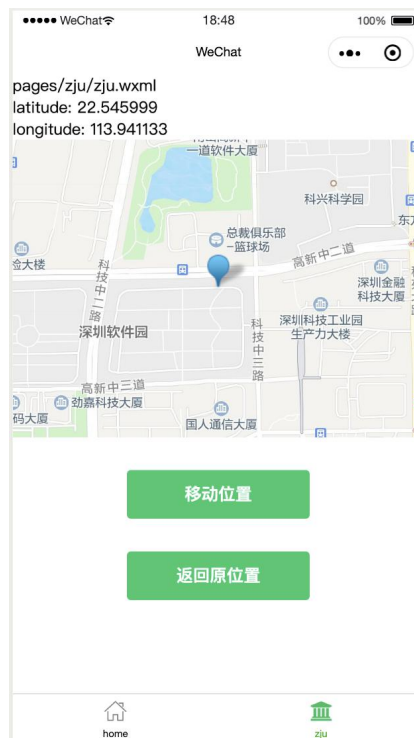 WeChat
18:48
100%
WeChat
pages/zju/zju.wxml
latitude: 22.545999
longitude: 113.941133
一道软件大厦
科兴科学园
总裁俱乐部
-篮球场
高新中二道
科技中二路
深圳金融
科技大厦
深圳软件园
科技中三路
深圳科技工业园
生产力大楼
高新中三道
劲嘉科技大厦
码大厦
国人通信大厦
移动位置
返回原位置
home
zju